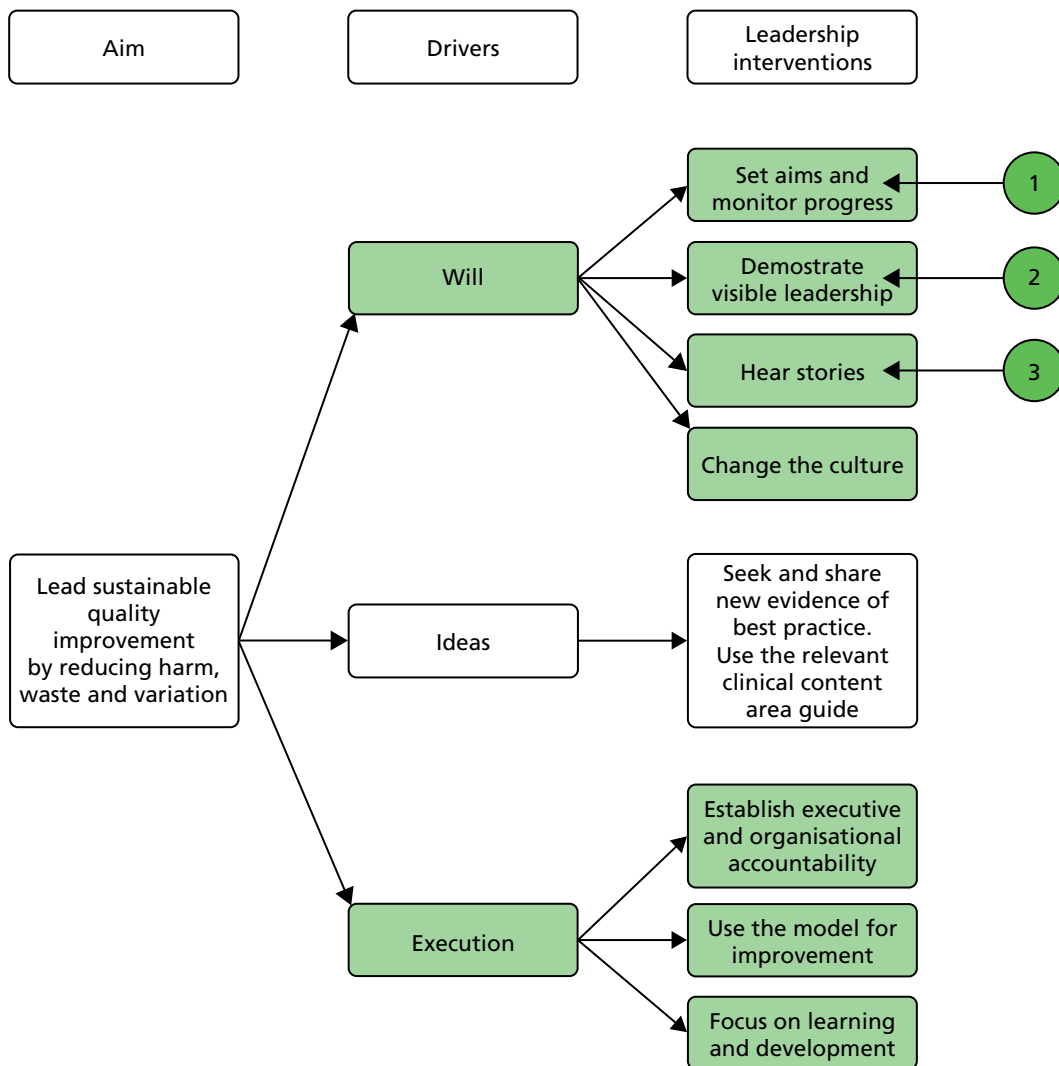 Aim
Drivers
Leadership
interventions
Set aims and
monitor progress
1
Will
Demostrate
visible leadership
2
Hear stories
3
Change the culture
Lead sustainable
quality
improvement
by reducing harm,
waste and variation
Ideas
Seek and share
new evidence of
best practice.
Use the relevant
clinical content
area guide
Establish executive
and organisational
accountability
Execution
Use the model for
improvement
Focus on learning
and development